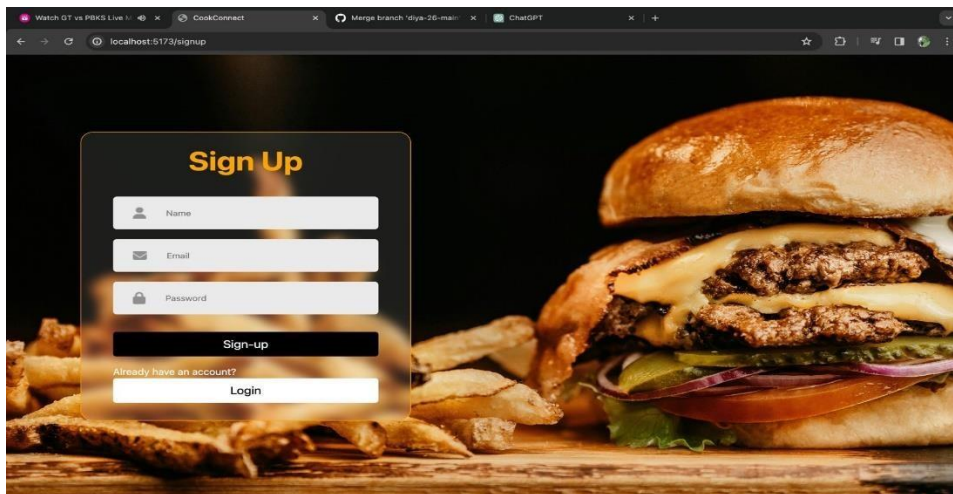 Watch GT vs PBKS Live
CookConnect
Merge branch 'diya-26-main
ChatGPT
localhost:5173/signup
Sign Up
Name
Email
Password
Sign-up
Already have an account?
Login